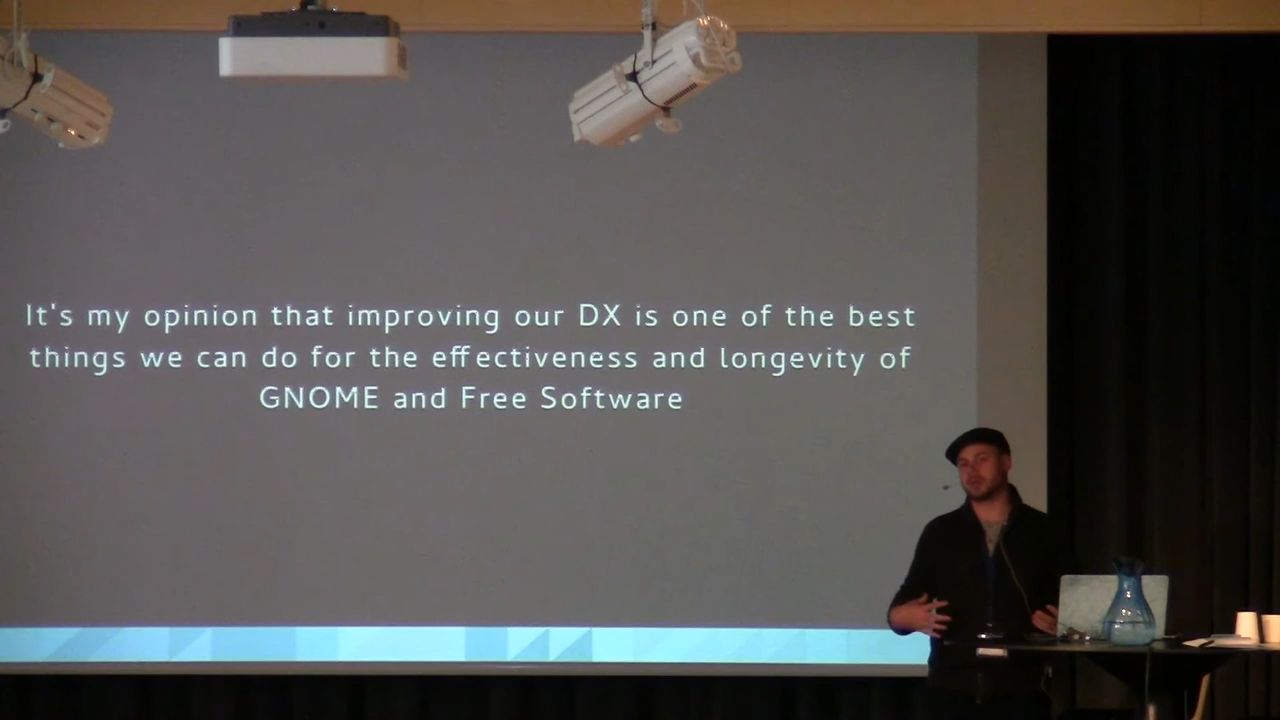 It's my opinion that improving our DX is one of the best
things we can do for the effectiveness and longevity of
GNOME and Free Software